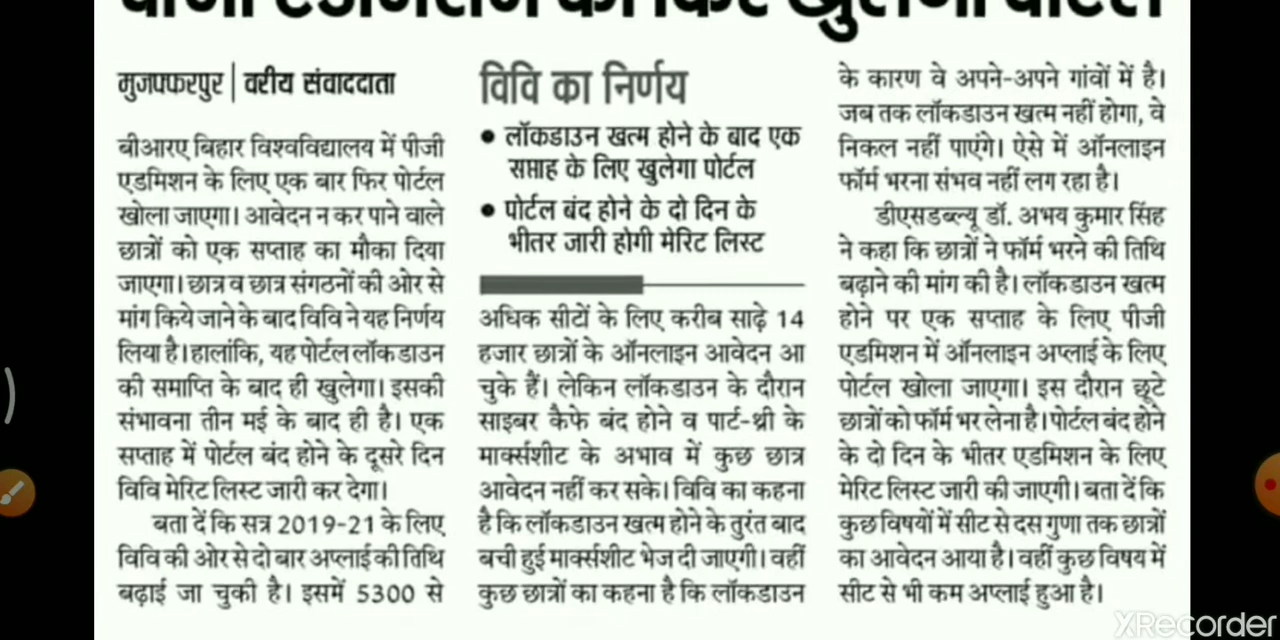 मुजफ्फरपुर | वरीय संवाददाता
बीआरए बिहार विश्वविद्यालय में पीजी
एडमिशन के लिए एक बार फिर पोर्टल
खोला जाएगा। आवेदन न कर पाने वाले
छात्रों को एक सप्ताह का मौका दिया
जाएगा। छात्र व छात्र संगठनों की ओर से
मांग किये जाने के बाद विवि ने यह निर्णय
लिया है। हालांकि, यह पोर्टल लॉकडाउन
की समाप्ति के बाद ही खुलेगा। इसकी
संभावना तीन मई के बाद ही है। एक
सप्ताह में पोर्टल बंद होने के दूसरे दिन
विवि मेरिट लिस्ट जारी कर देगा।
बता दें कि सत्र 2019-21 के लिए
विवि की ओर से दो बार अप्लाई की तिथि
बढ़ाई जा चुकी है। इसमें 5300 से
विवि का निर्णय
● लॉकडाउन खत्म होने के बाद एक
सप्ताह के लिए खुलेगा पोर्टल
● पोर्टल बंद होने के दो दिन के
भीतर जारी होगी मेरिट लिस्ट
अधिक सीटों के लिए करीब साढ़े 14
हजार छात्रों के ऑनलाइन आवेदन आ
चुके हैं। लेकिन लॉकडाउन के दौरान
साइबर कैफे बंद होने व पार्ट-थ्री के
मार्क्सशीट के अभाव में कुछ छात्र
आवेदन नहीं कर सके। विवि का कहना
है कि लॉकडाउन खत्म होने के तुरंत बाद
बची हुई मार्क्सशीट भेज दी जाएगी। वहीं
कुछ छात्रों का कहना है कि लॉकडाउन
के कारण वे अपने-अपने गांवों में है।
जब तक लॉकडाउन खत्म नहीं होगा, वे
निकल नहीं पाएंगे। ऐसे में ऑनलाइन
फॉर्म भरना संभव नहीं लग रहा है।
डीएसडब्ल्यू डॉ. अभय कुमार सिंह
ने कहा कि छात्रों ने फॉर्म भरने की तिथि
बढ़ाने की मांग की है। लॉकडाउन खत्म
होने पर एक सप्ताह के लिए पीजी
एडमिशन में ऑनलाइन अप्लाई के लिए
पोर्टल खोला जाएगा। इस दौरान छूटे
छात्रों को फॉर्म भर लेना है। पोर्टल बंद होने
के दो दिन के भीतर एडमिशन के लिए
मेरिट लिस्ट जारी की जाएगी। बता दें कि
कुछ विषयों में सीट से दस गुणा तक छात्रों
का आवेदन आया है। वहीं कुछ विषय में
सीट से भी कम अप्लाई हुआ है।
XRecorder